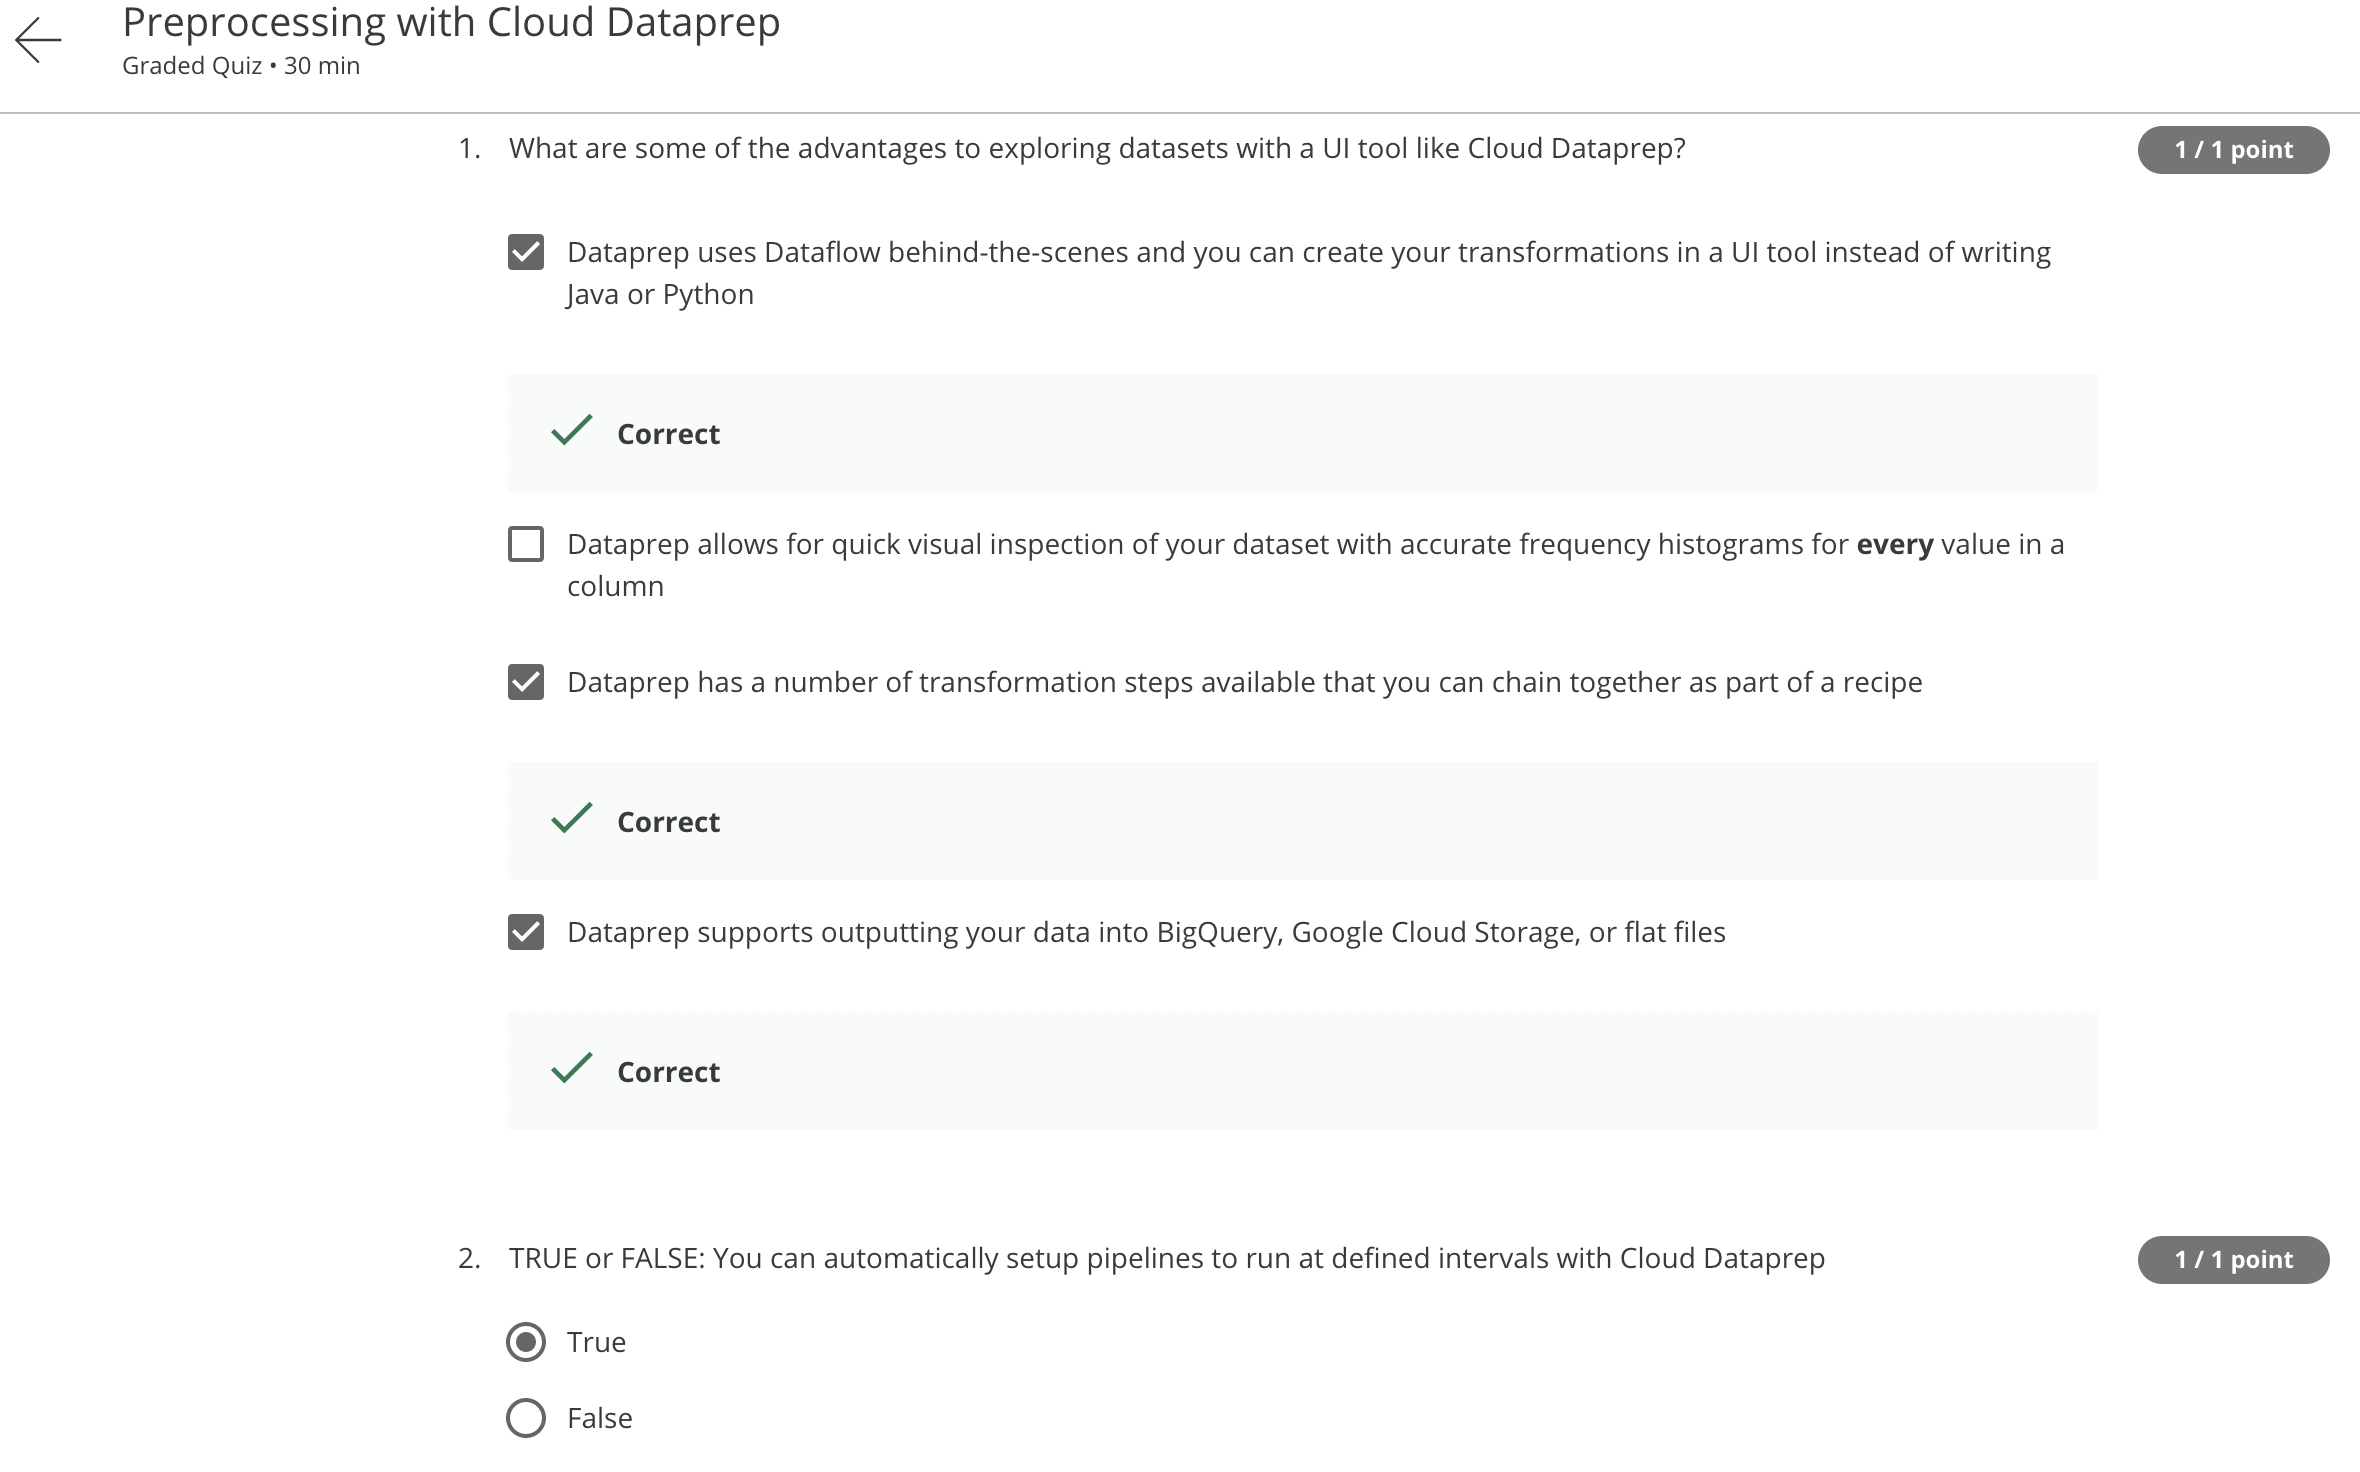 Preprocessing with Cloud Dataprep
Graded Quiz • 30 min
1. What are some of the advantages to exploring datasets with a UI tool like Cloud Dataprep?
1 / 1 point
Dataprep uses Dataflow behind-the-scenes and you can create your transformations in a UI tool instead of writing
Java or Python
Correct
Dataprep allows for quick visual inspection of your dataset with accurate frequency histograms for every value in a
column
Dataprep has a number of transformation steps available that you can chain together as part of a recipe
Correct
Dataprep supports outputting your data into BigQuery, Google Cloud Storage, or flat files
Correct
2. TRUE or FALSE: You can automatically setup pipelines to run at defined intervals with Cloud Dataprep
1 / 1 point
True
False